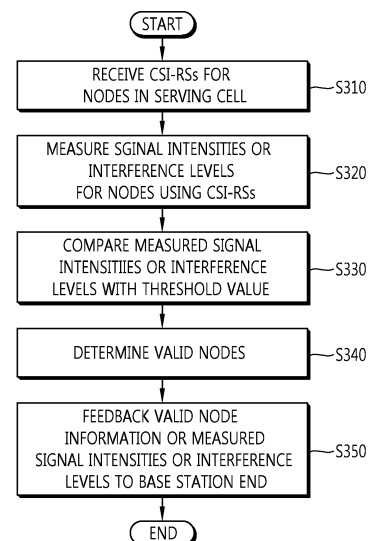 START
RECEIVE CSI-RSs FOR
NODES IN SERVING CELL
S310
MEASURE SGINAL INTENSITIES OR
INTERFERENCE LEVELS
FOR NODES USING CSI-RSs
S320
COMPARE MEASURED SIGNAL
INTENSITIIES OR INTERFERENCE
LEVELS WITH THRESHOLD VALUE
S330
DETERMINE VALID NODES
S340
FEEDBACK VALID NODE
INFORMATION OR MEASURED
SIGNAL INTENSITIES OR INTERFERENCE
LEVELS TO BASE STATION END
S350
END